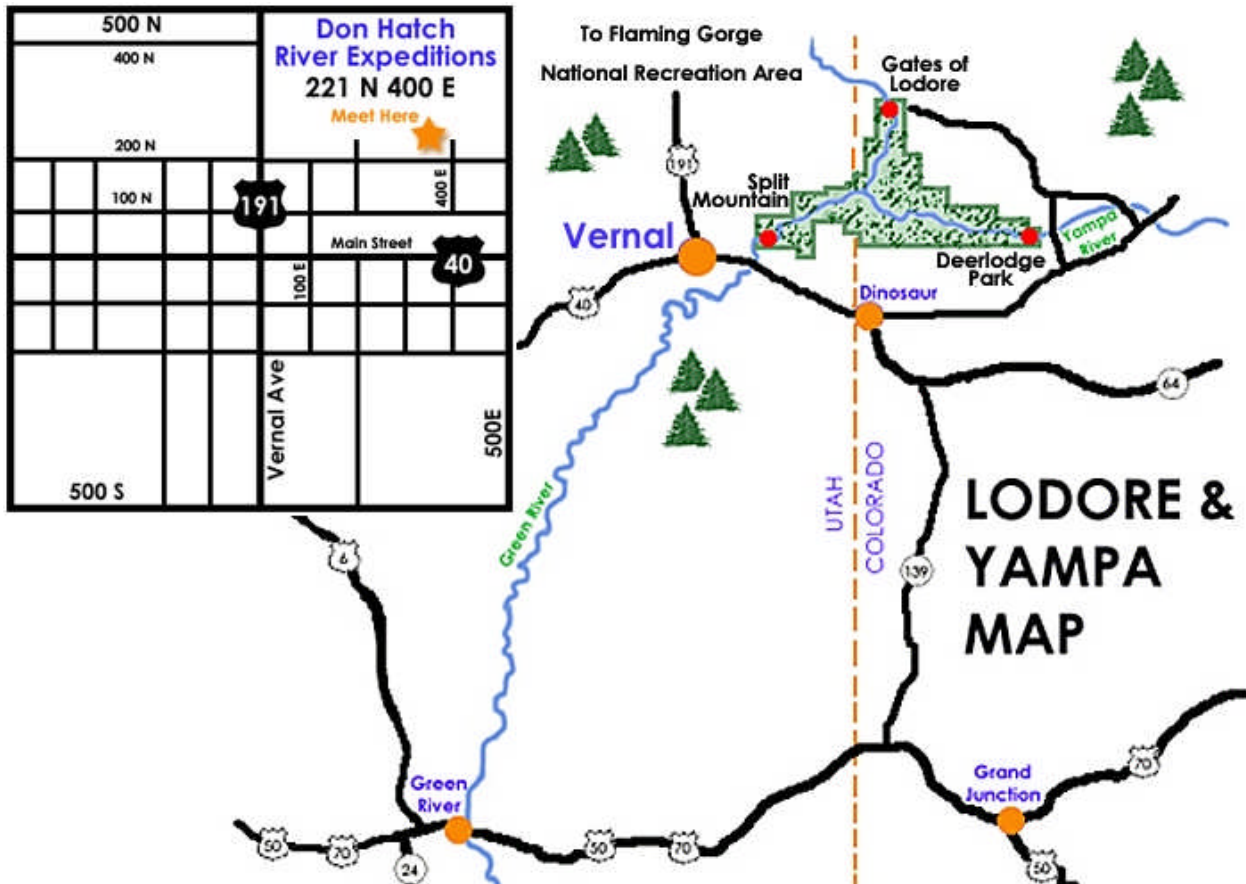 500 N
400 N
Don Hatch
River Expeditions
221 N 400 E
Meet Here
200 N
100 N
191
400 E
Main Street
40
100 E
Vernal Ave
500E
500 S
To Flaming Gorge
National Recreation Area
191
Gates of
Lodore
Split
Mountain
Vernal
Yampa
River
Deerlodge
Park
40
Dinosaur
64
Green River
UTAH
COLORADO
139
LODORE &
YAMPA
MAP
6
Green
River
50
70
24
50
70
Grand
Junction
70
50